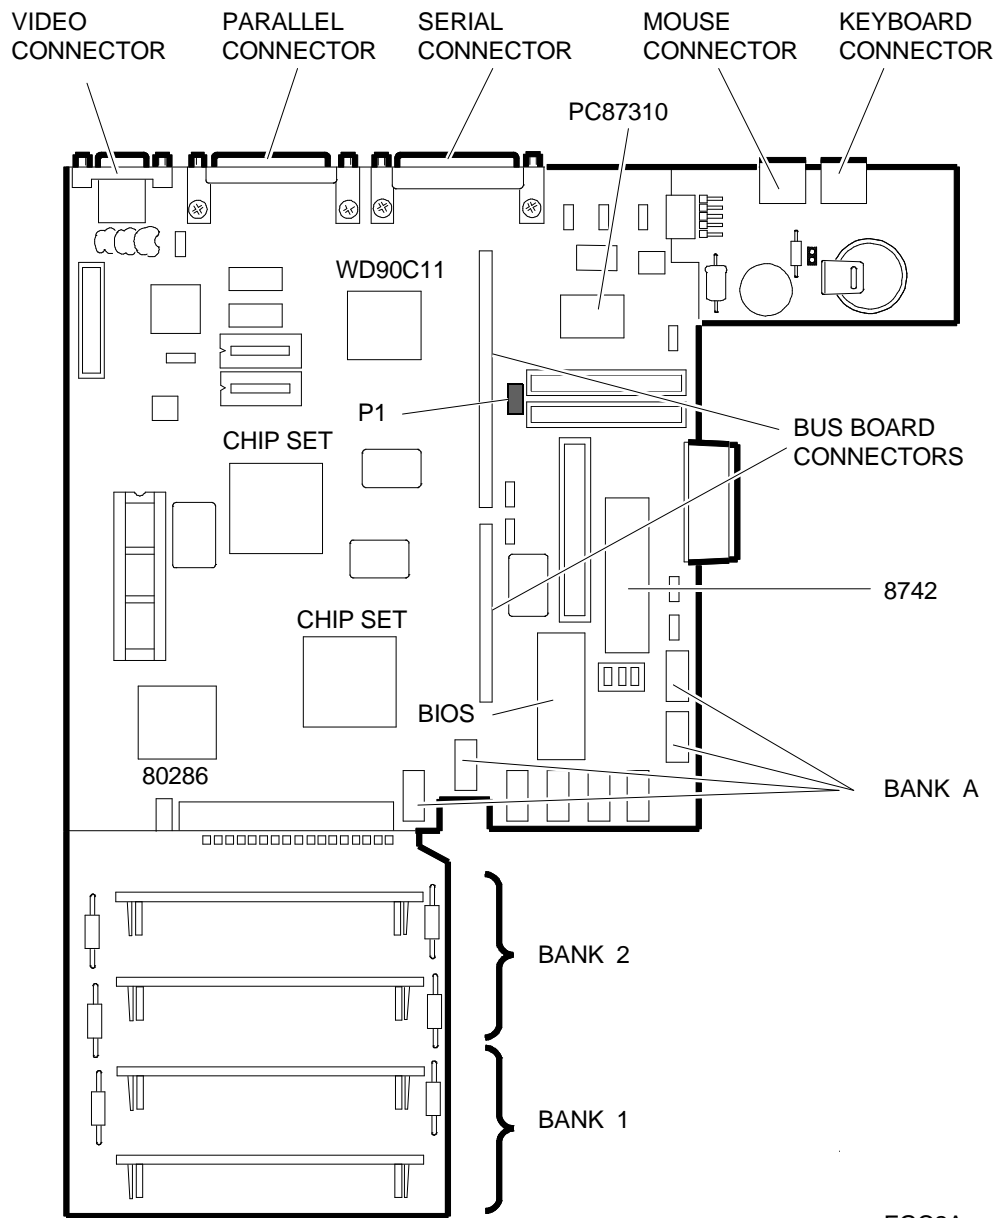 VIDEO
CONNECTOR
PARALLEL
CONNECTOR
SERIAL
CONNECTOR
MOUSE
CONNECTOR
KEYBOARD
CONNECTOR
PC87310
WD90C11
P1
CHIP SET
BUS BOARD
CONNECTORS
8742
CHIP SET
BIOS
80286
BANK A
BANK 2
BANK 1